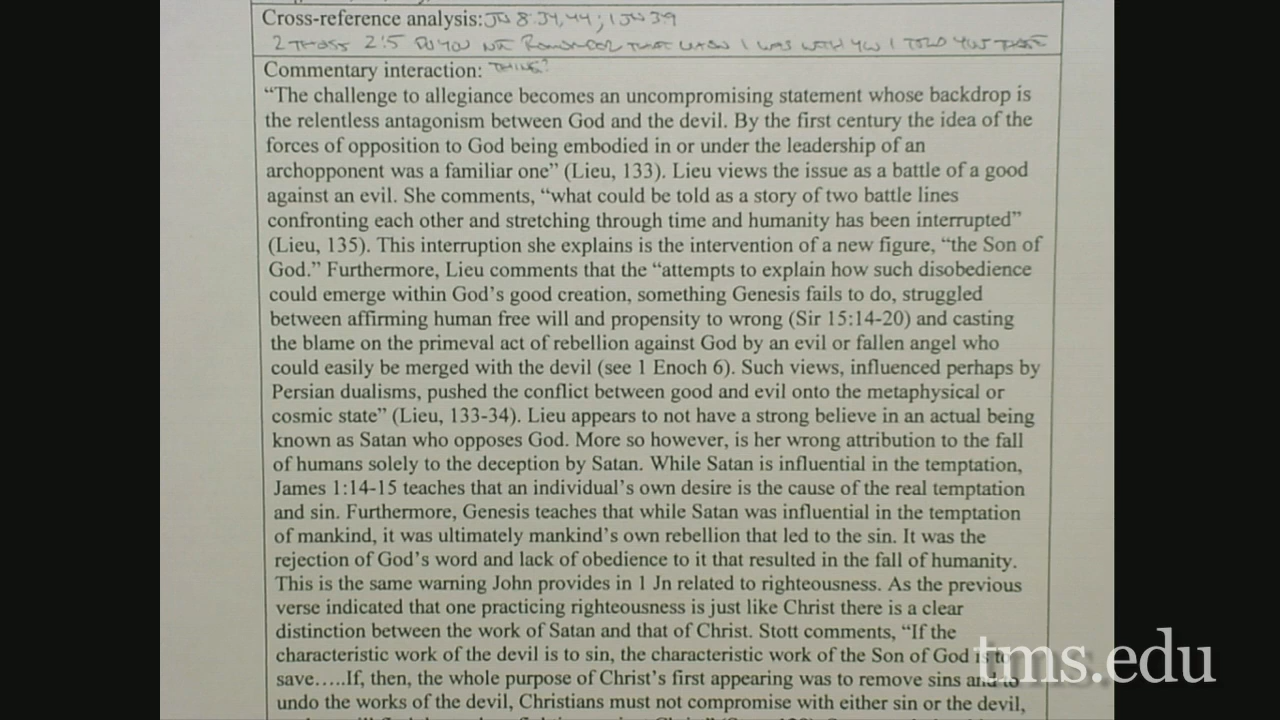 Cross-reference analysis: JN 8:34,44; 1 JN 3:9
2 THESS 2:5 DO YOU NOT REMEMBER THAT WHEN I WAS WITH YOU I TOLD YOU THESE
Commentary interaction: THING?
“The challenge to allegiance becomes an uncompromising statement whose backdrop is
the relentless antagonism between God and the devil. By the first century the idea of the
forces of opposition to God being embodied in or under the leadership of an
archopponent was a familiar one” (Lieu, 133). Lieu views the issue as a battle of a good
against an evil. She comments, “what could be told as a story of two battle lines
confronting each other and stretching through time and humanity has been interrupted”
(Lieu, 135). This interruption she explains is the intervention of a new figure, “the Son of
God.” Furthermore, Lieu comments that the “attempts to explain how such disobedience
could emerge within God’s good creation, something Genesis fails to do, struggled
between affirming human free will and propensity to wrong (Sir 15:14-20) and casting
the blame on the primeval act of rebellion against God by an evil or fallen angel who
could easily be merged with the devil (see 1 Enoch 6). Such views, influenced perhaps by
Persian dualisms, pushed the conflict between good and evil onto the metaphysical or
cosmic state” (Lieu, 133-34). Lieu appears to not have a strong believe in an actual being
known as Satan who opposes God. More so however, is her wrong attribution to the fall
of humans solely to the deception by Satan. While Satan is influential in the temptation,
James 1:14-15 teaches that an individual’s own desire is the cause of the real temptation
and sin. Furthermore, Genesis teaches that while Satan was influential in the temptation
of mankind, it was ultimately mankind’s own rebellion that led to the sin. It was the
rejection of God’s word and lack of obedience to it that resulted in the fall of humanity.
This is the same warning John provides in 1 Jn related to righteousness. As the previous
verse indicated that one practicing righteousness is just like Christ there is a clear
distinction between the work of Satan and that of Christ. Stott comments, “If the
characteristic work of the devil is to sin, the characteristic work of the Son of God is to
save…..If, then, the whole purpose of Christ’s first appearing was to remove sins and to
undo the works of the devil, Christians must not compromise with either sin or the devil,
tms.edu